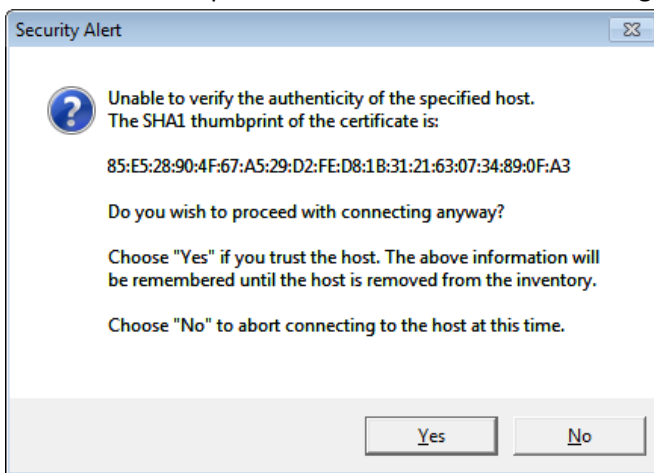 Security Alert
Unable to verify the authenticity of the specified host.
The SHA1 thumbprint of the certificate is:
85:E5:28:90:4F:67:A5:29:D2:FE:D8:1B:31:21:63:07:34:89:0F:A3
Do you wish to proceed with connecting anyway?
Choose "Yes" if you trust the host. The above information will
be remembered until the host is removed from the inventory.
Choose "No" to abort connecting to the host at this time.
Yes No